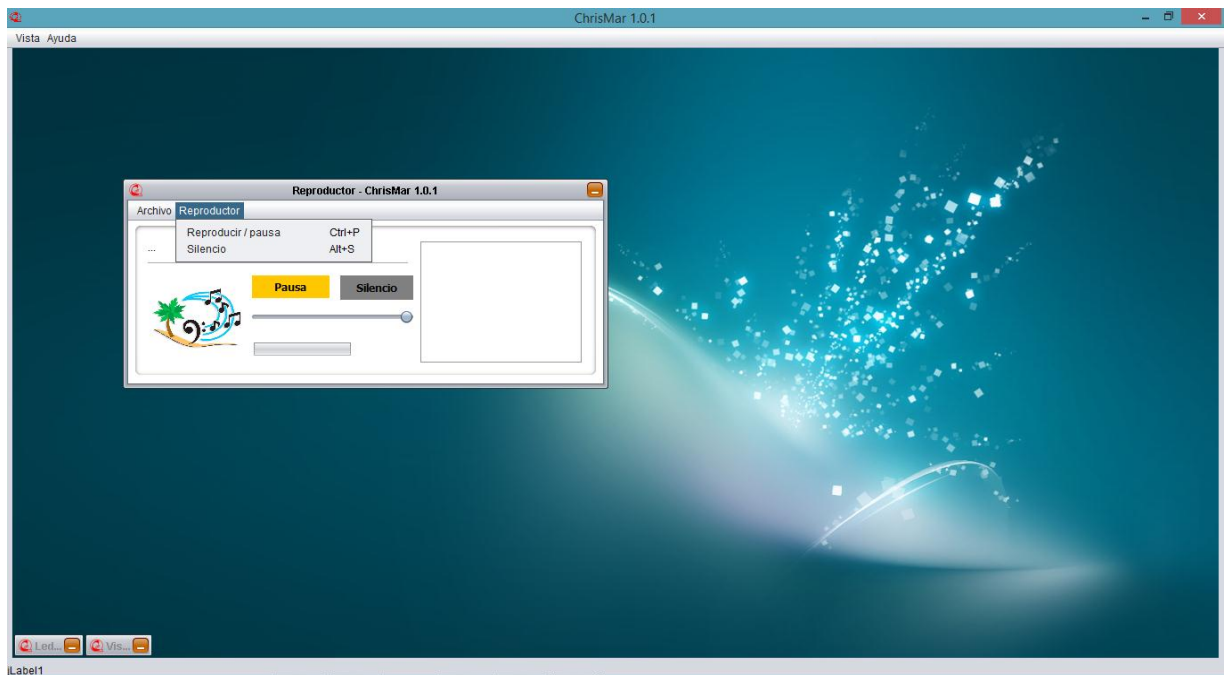 ChrisMar 1.0.1
Vista Ayuda
Reproductor - ChrisMar 1.0.1
Archivo Reproductor
Reproducir / pausa Ctrl+P
... Silencio Alt+S
Pausa Silencio
Led... Vis...
jLabel1